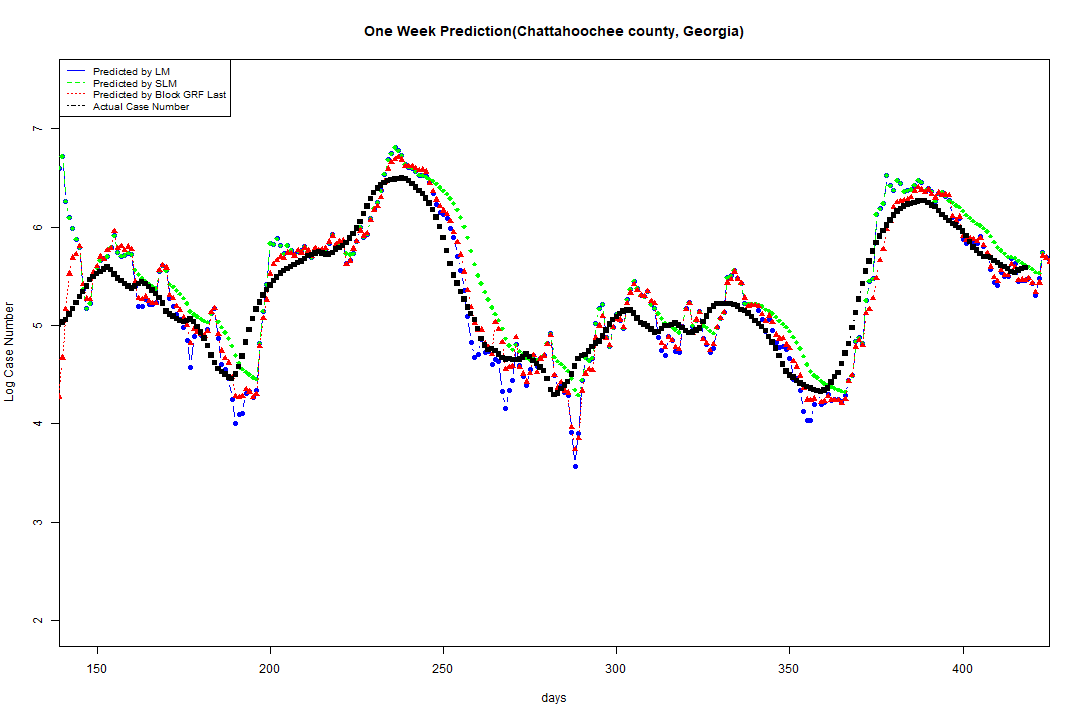 One Week Prediction(Chattahoochee county, Georgia)
Predicted by LM
Predicted by SLM
Predicted by Block GRF Last
Actual Case Number
7
6
5
4
3
2
Log Case Number
150 200 250 300 350 400
days